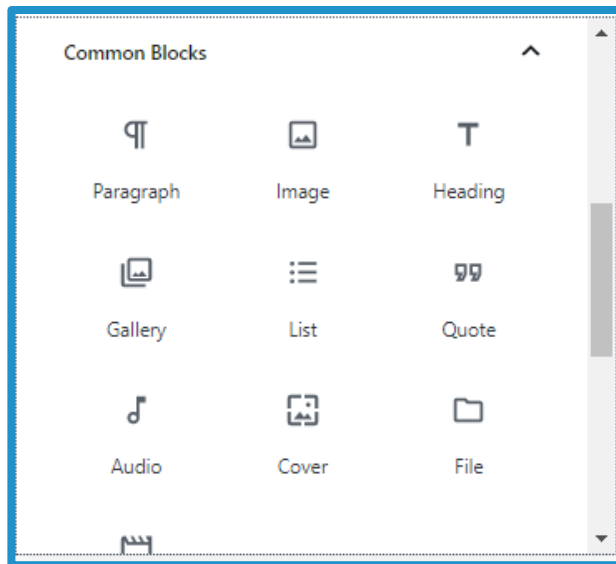 Common Blocks
Paragraph Image Heading
Gallery List Quote
Audio Cover File